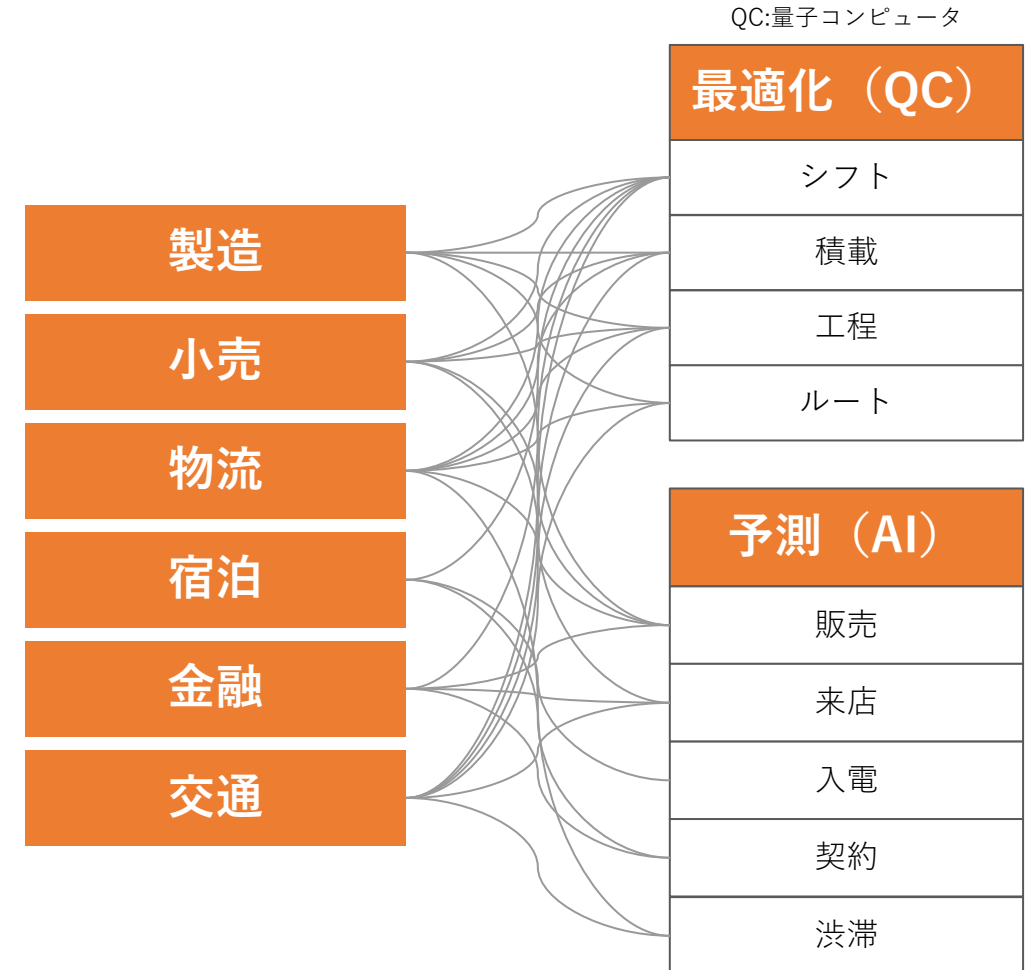 QC:量子コンピュータ
最適化（QC）
シフト
積載
工程
ルート
製造
小売
物流
宿泊
金融
交通
予測（AI）
販売
来店
入電
契約
渋滞